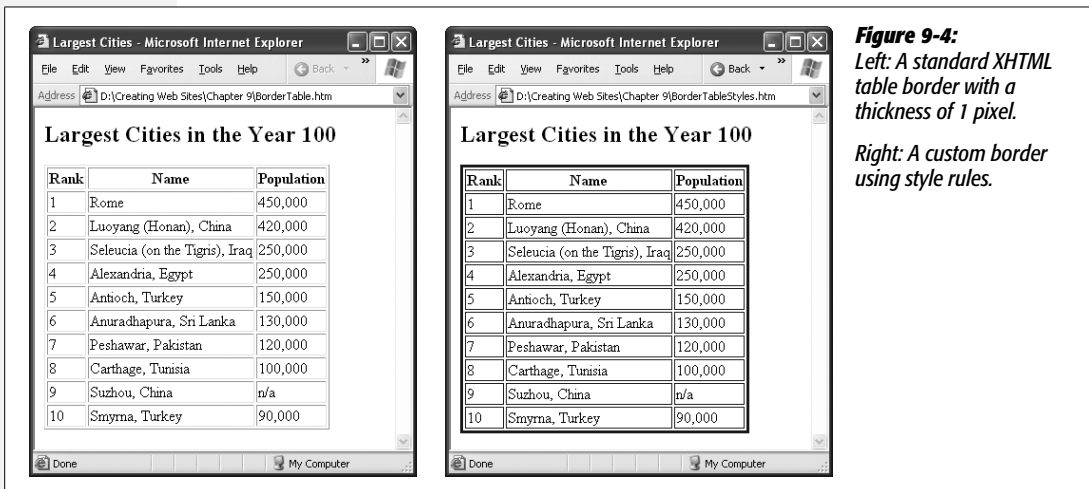 Largest Cities - Microsoft Internet Explorer
File Edit View Favorites Tools Help Back »
Address D:\Creating Web Sites\Chapter 9\BorderTable.htm
Largest Cities in the Year 100
Rank Name Population
1 Rome 450,000
2 Luoyang (Honan), China 420,000
3 Seleucia (on the Tigris), Iraq 250,000
4 Alexandria, Egypt 250,000
5 Antioch, Turkey 150,000
6 Anuradhapura, Sri Lanka 130,000
7 Peshawar, Pakistan 120,000
8 Carthage, Tunisia 100,000
9 Suzhou, China n/a
10 Smyrna, Turkey 90,000
Done My Computer
Largest Cities - Microsoft Internet Explorer
File Edit View Favorites Tools Help Back »
Address D:\Creating Web Sites\Chapter 9\BorderTableStyles.htm
Largest Cities in the Year 100
Rank Name Population
1 Rome 450,000
2 Luoyang (Honan), China 420,000
3 Seleucia (on the Tigris), Iraq 250,000
4 Alexandria, Egypt 250,000
5 Antioch, Turkey 150,000
6 Anuradhapura, Sri Lanka 130,000
7 Peshawar, Pakistan 120,000
8 Carthage, Tunisia 100,000
9 Suzhou, China n/a
10 Smyrna, Turkey 90,000
Done My Computer
Figure 9-4:
Left: A standard XHTML
table border with a
thickness of 1 pixel.
Right: A custom border
using style rules.